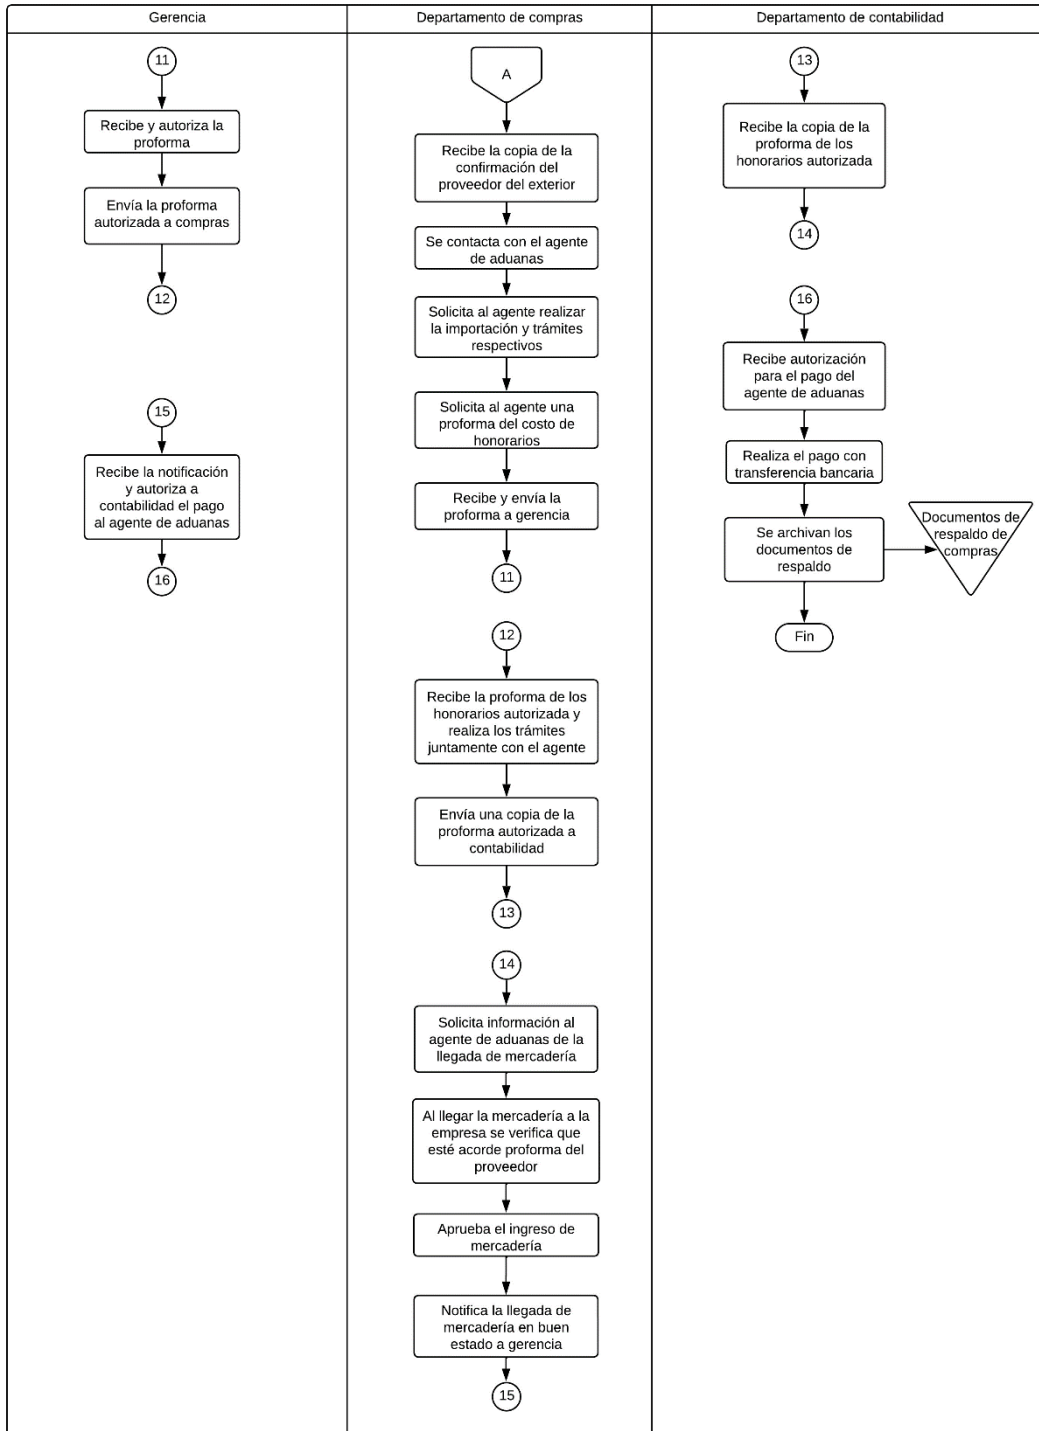 Gerencia
Departamento de compras
Departamento de contabilidad
11
Recibe y autoriza la
proforma
Envía la proforma
autorizada a compras
12
15
Recibe la notificación
y autoriza a
contabilidad el pago
al agente de aduanas
16
A
Recibe la copia de la
confirmación del
proveedor del exterior
Se contacta con el agente
de aduanas
Solicita al agente realizar
la importación y trámites
respectivos
Solicita al agente una
proforma del costo de
honorarios
Recibe y envía la
proforma a gerencia
11
12
Recibe la proforma de los
honorarios autorizada y
realiza los trámites
juntamente con el agente
Envía una copia de la
proforma autorizada a
contabilidad
13
14
Solicita información al
agente de aduanas de la
llegada de mercadería
Al llegar la mercadería a la
empresa se verifica que
esté acorde proforma del
proveedor
Aprueba el ingreso de
mercadería
Notifica la llegada de
mercadería en buen
estado a gerencia
15
13
Recibe la copia de la
proforma de los
honorarios autorizada
14
16
Recibe autorización
para el pago del
agente de aduanas
Realiza el pago con
transferencia bancaria
Se archivan los
documentos de
respaldo
Documentos de
respaldo de
compras
Fin